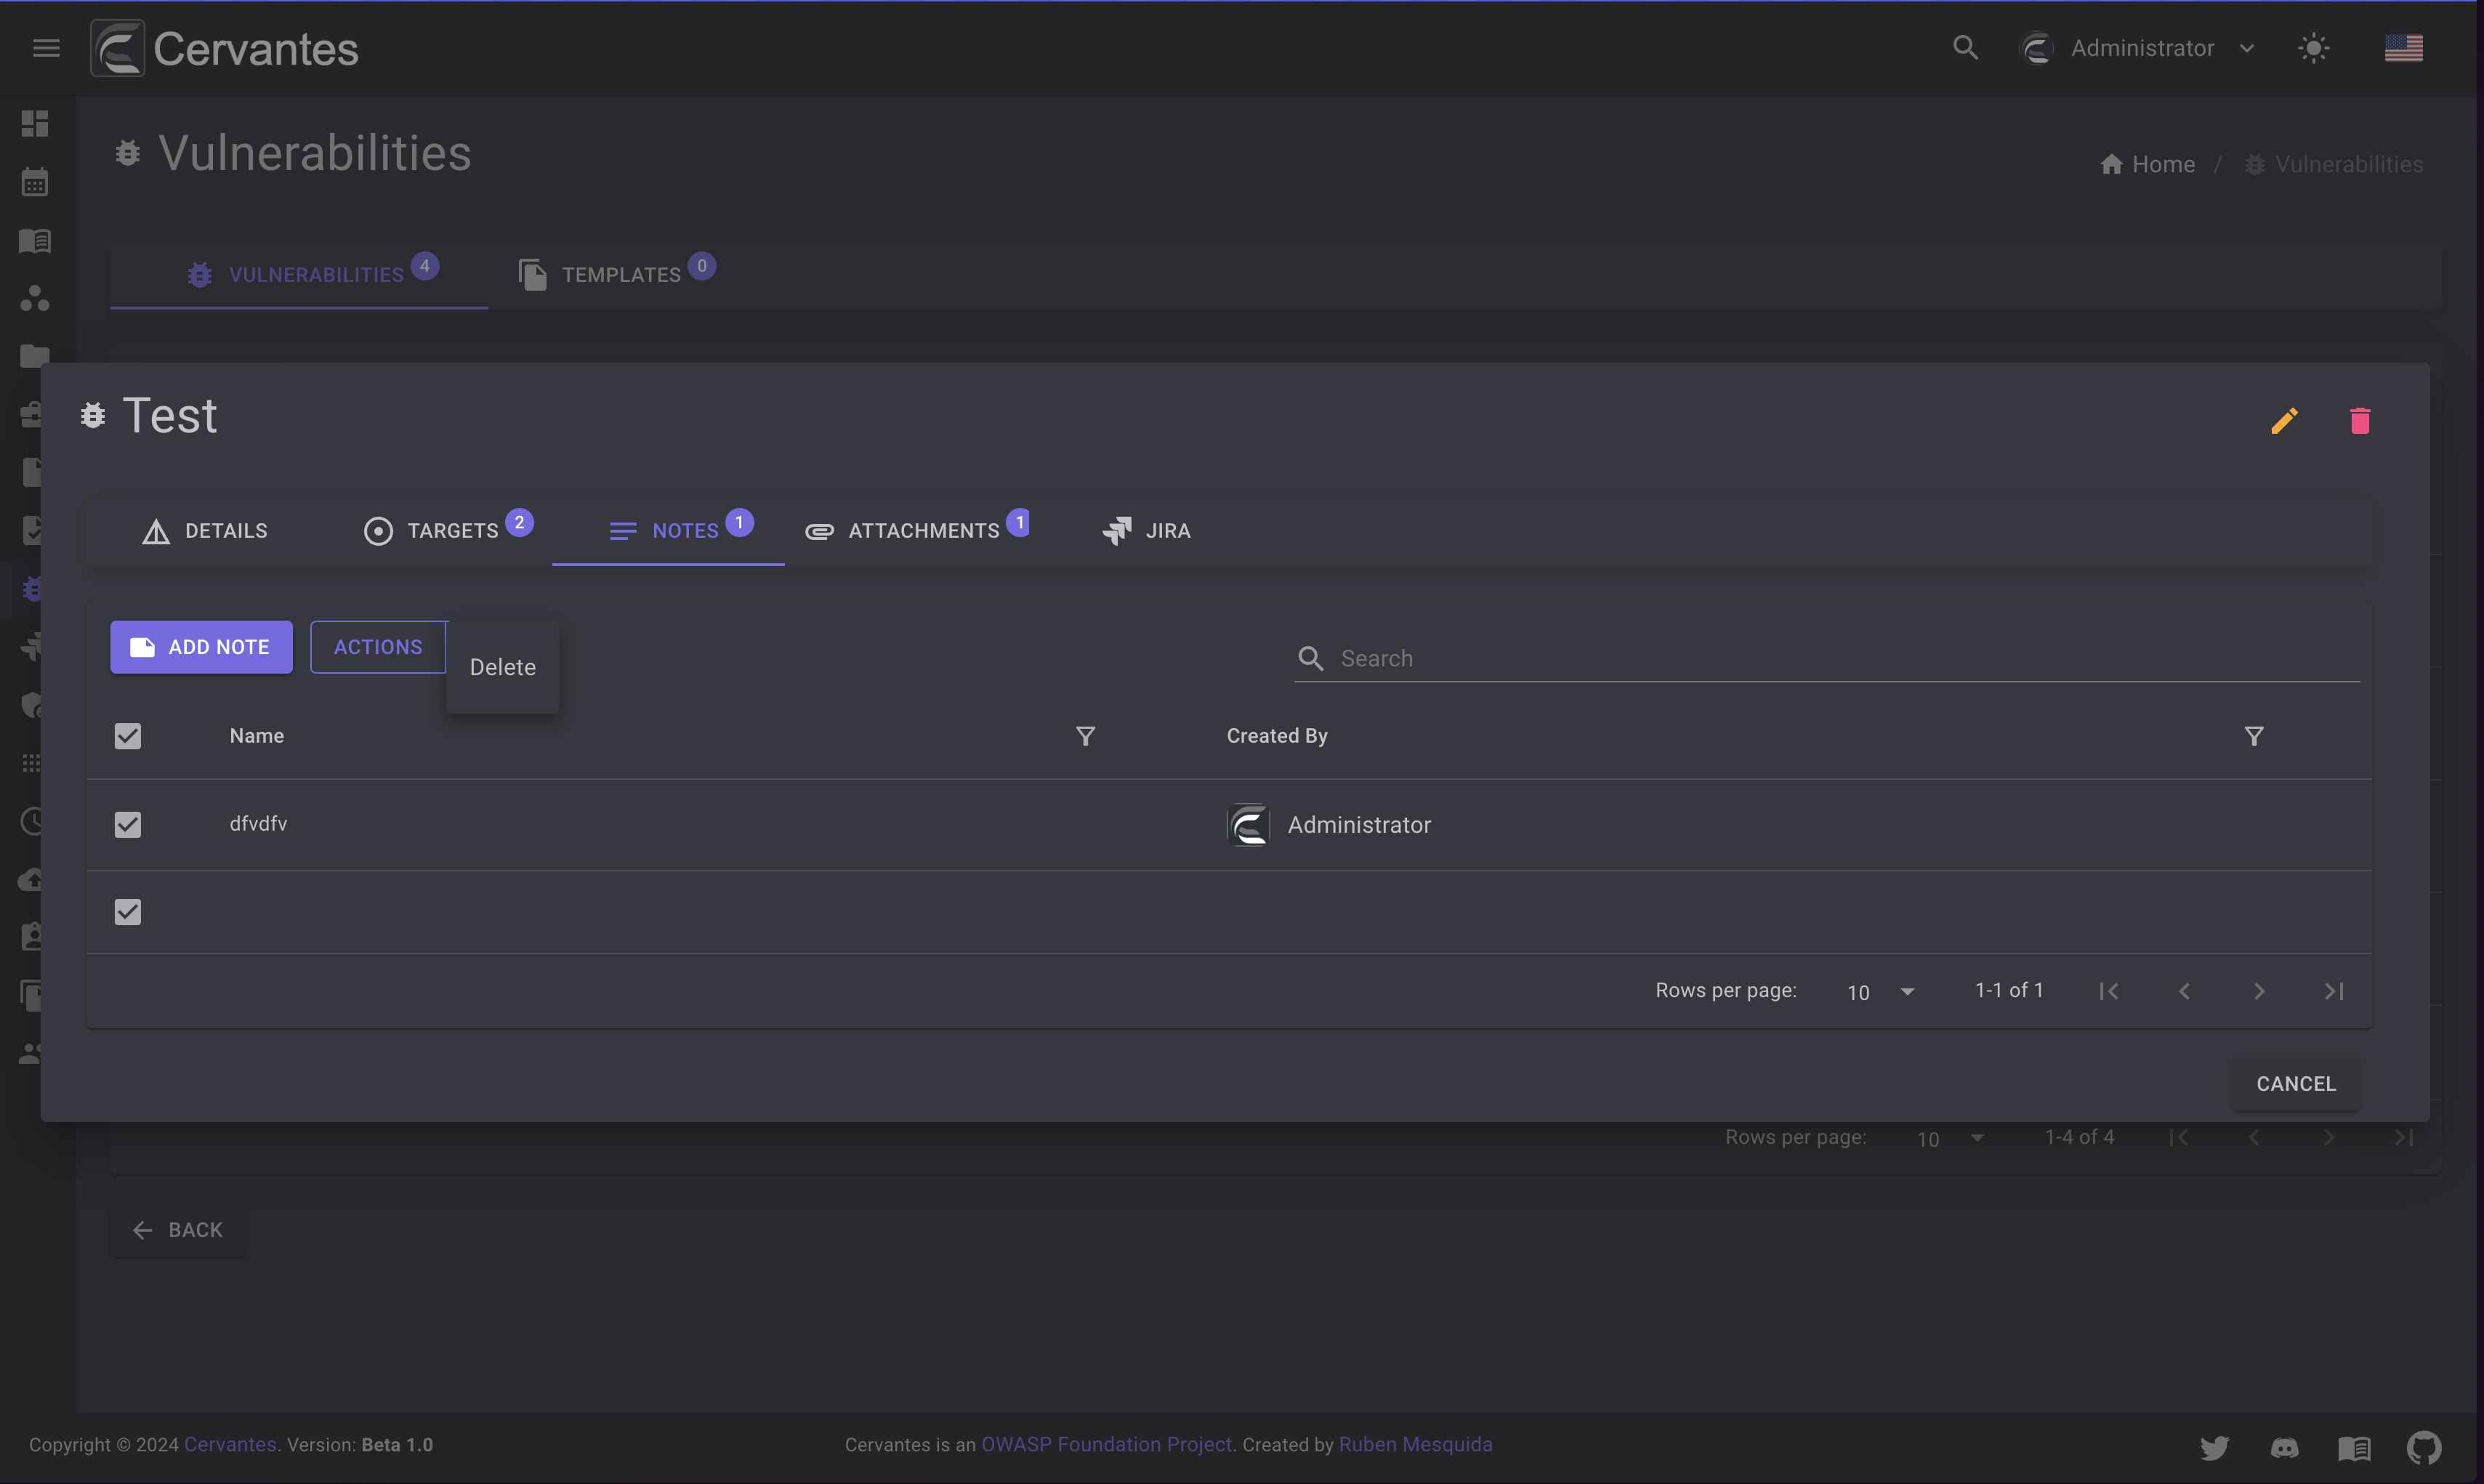 Cervantes
Administrator
Vulnerabilities
Home / Vulnerabilities
VULNERABILITIES 4
TEMPLATES 0
Test
DETAILS
TARGETS 2
NOTES 1
ATTACHMENTS 1
JIRA
ADD NOTE
ACTIONS
Delete
Search
Name
Created By
dfvdfv
Administrator
Rows per page: 10 1-1 of 1
CANCEL
Rows per page: 10 1-4 of 4
BACK
Copyright © 2024 Cervantes. Version: Beta 1.0
Cervantes is an OWASP Foundation Project. Created by Ruben Mesquida